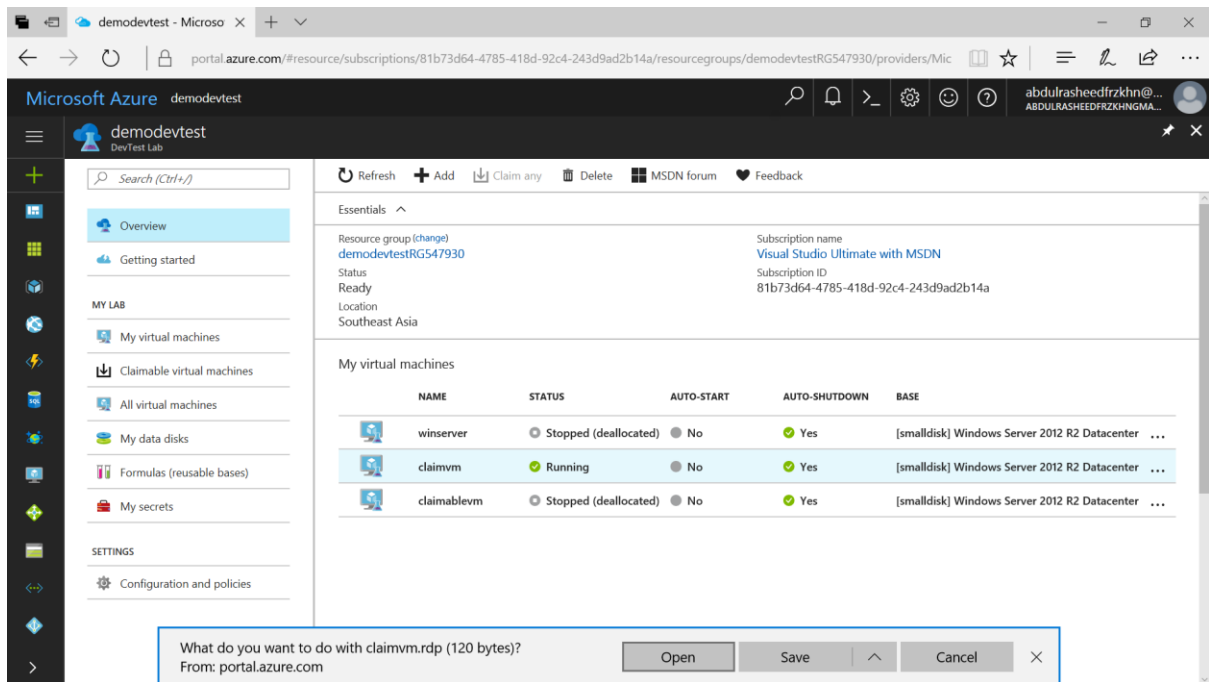 demodevtest - Microso
portal.azure.com/#resource/subscriptions/81b73d64-4785-418d-92c4-243d9ad2b14a/resourcegroups/demodevtestRG547930/providers/Mic
Microsoft Azure demodevtest
abdulrasheedfrzkhn@...
ABDULRASHEEDFRZKHNGMA...
demodevtest
DevTest Lab
Search (Ctrl+/)
Refresh Add Claim any Delete MSDN forum Feedback
Overview
Getting started
MY LAB
My virtual machines
Claimable virtual machines
All virtual machines
My data disks
Formulas (reusable bases)
My secrets
SETTINGS
Configuration and policies
Essentials
Resource group (change)
demodevtestRG547930
Status
Ready
Location
Southeast Asia
Subscription name
Visual Studio Ultimate with MSDN
Subscription ID
81b73d64-4785-418d-92c4-243d9ad2b14a
My virtual machines
NAME STATUS AUTO-START AUTO-SHUTDOWN BASE
winserver Stopped (deallocated) No Yes [smalldisk] Windows Server 2012 R2 Datacenter ...
claimvm Running No Yes [smalldisk] Windows Server 2012 R2 Datacenter ...
claimablevm Stopped (deallocated) No Yes [smalldisk] Windows Server 2012 R2 Datacenter ...
What do you want to do with claimvm.rdp (120 bytes)?
From: portal.azure.com
Open Save Cancel